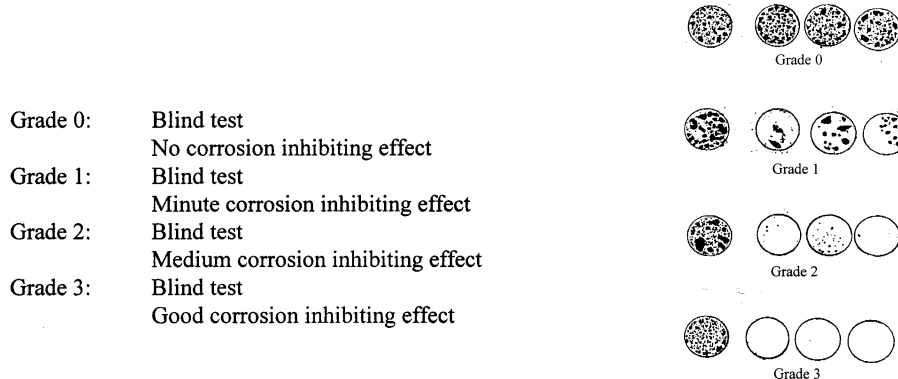 Grade 0
Grade 0: Blind test
No corrosion inhibiting effect
Grade 1: Blind test
Minute corrosion inhibiting effect
Grade 2: Blind test
Medium corrosion inhibiting effect
Grade 3: Blind test
Good corrosion inhibiting effect
Grade 1
Grade 2
Grade 3